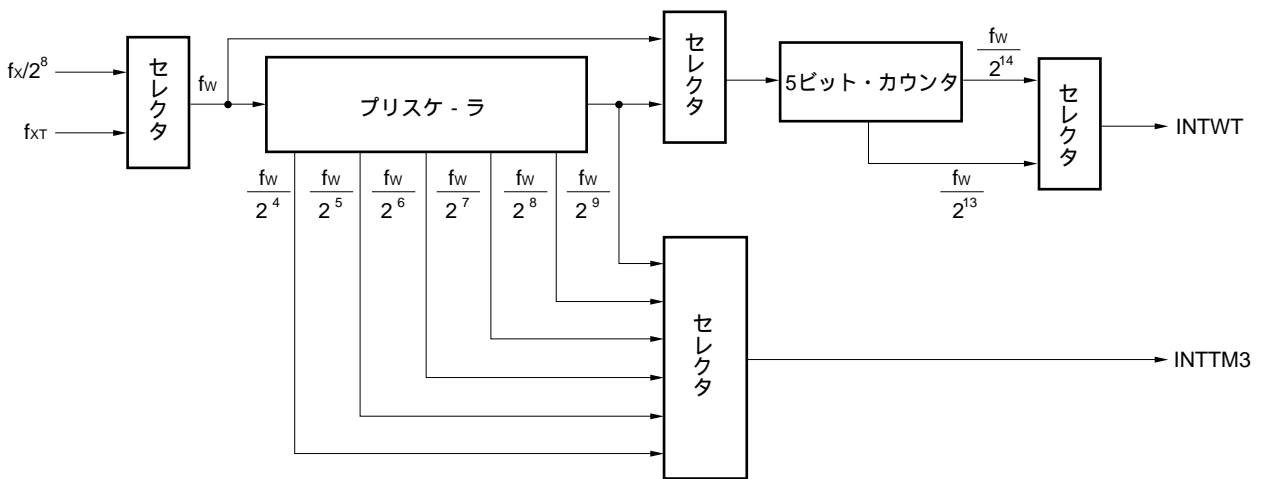 fX/2^8
fXT
セレクタ
fW
プリスケ - ラ
fW/2^4
fW/2^5
fW/2^6
fW/2^7
fW/2^8
fW/2^9
セレクタ
5ビット・カウンタ
fW/2^14
fW/2^13
セレクタ
INTWT
セレクタ
INTTM3